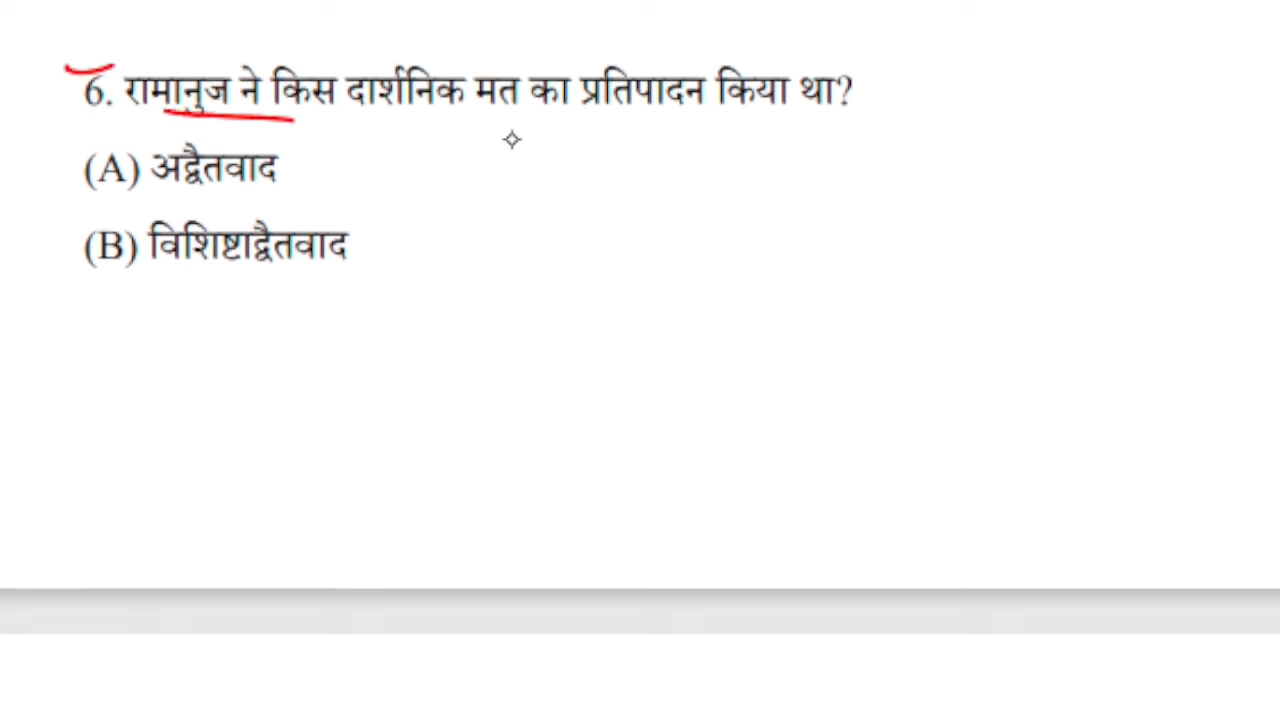 6. रामानुज ने किस दार्शनिक मत का प्रतिपादन किया था?
(A) अद्वैतवाद
(B) विशिष्टाद्वैतवाद